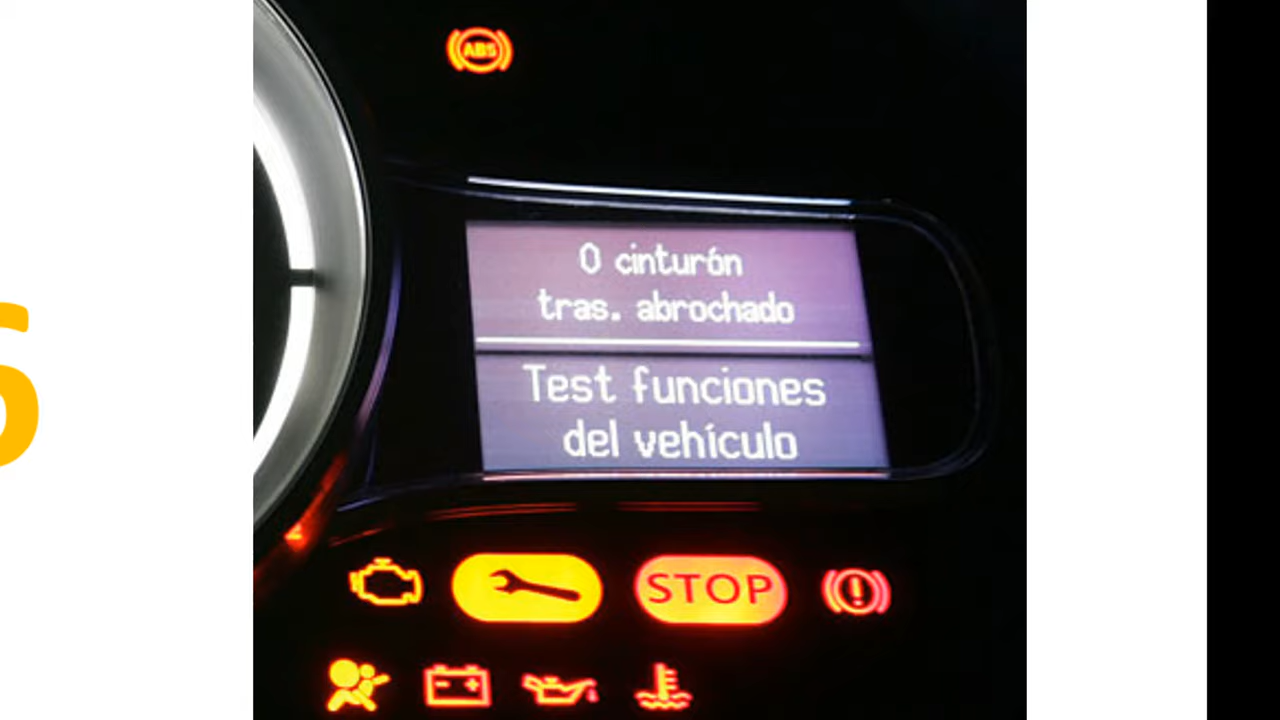 ABS
0 cinturón
tras. abrochado
Test funciones
del vehículo
STOP